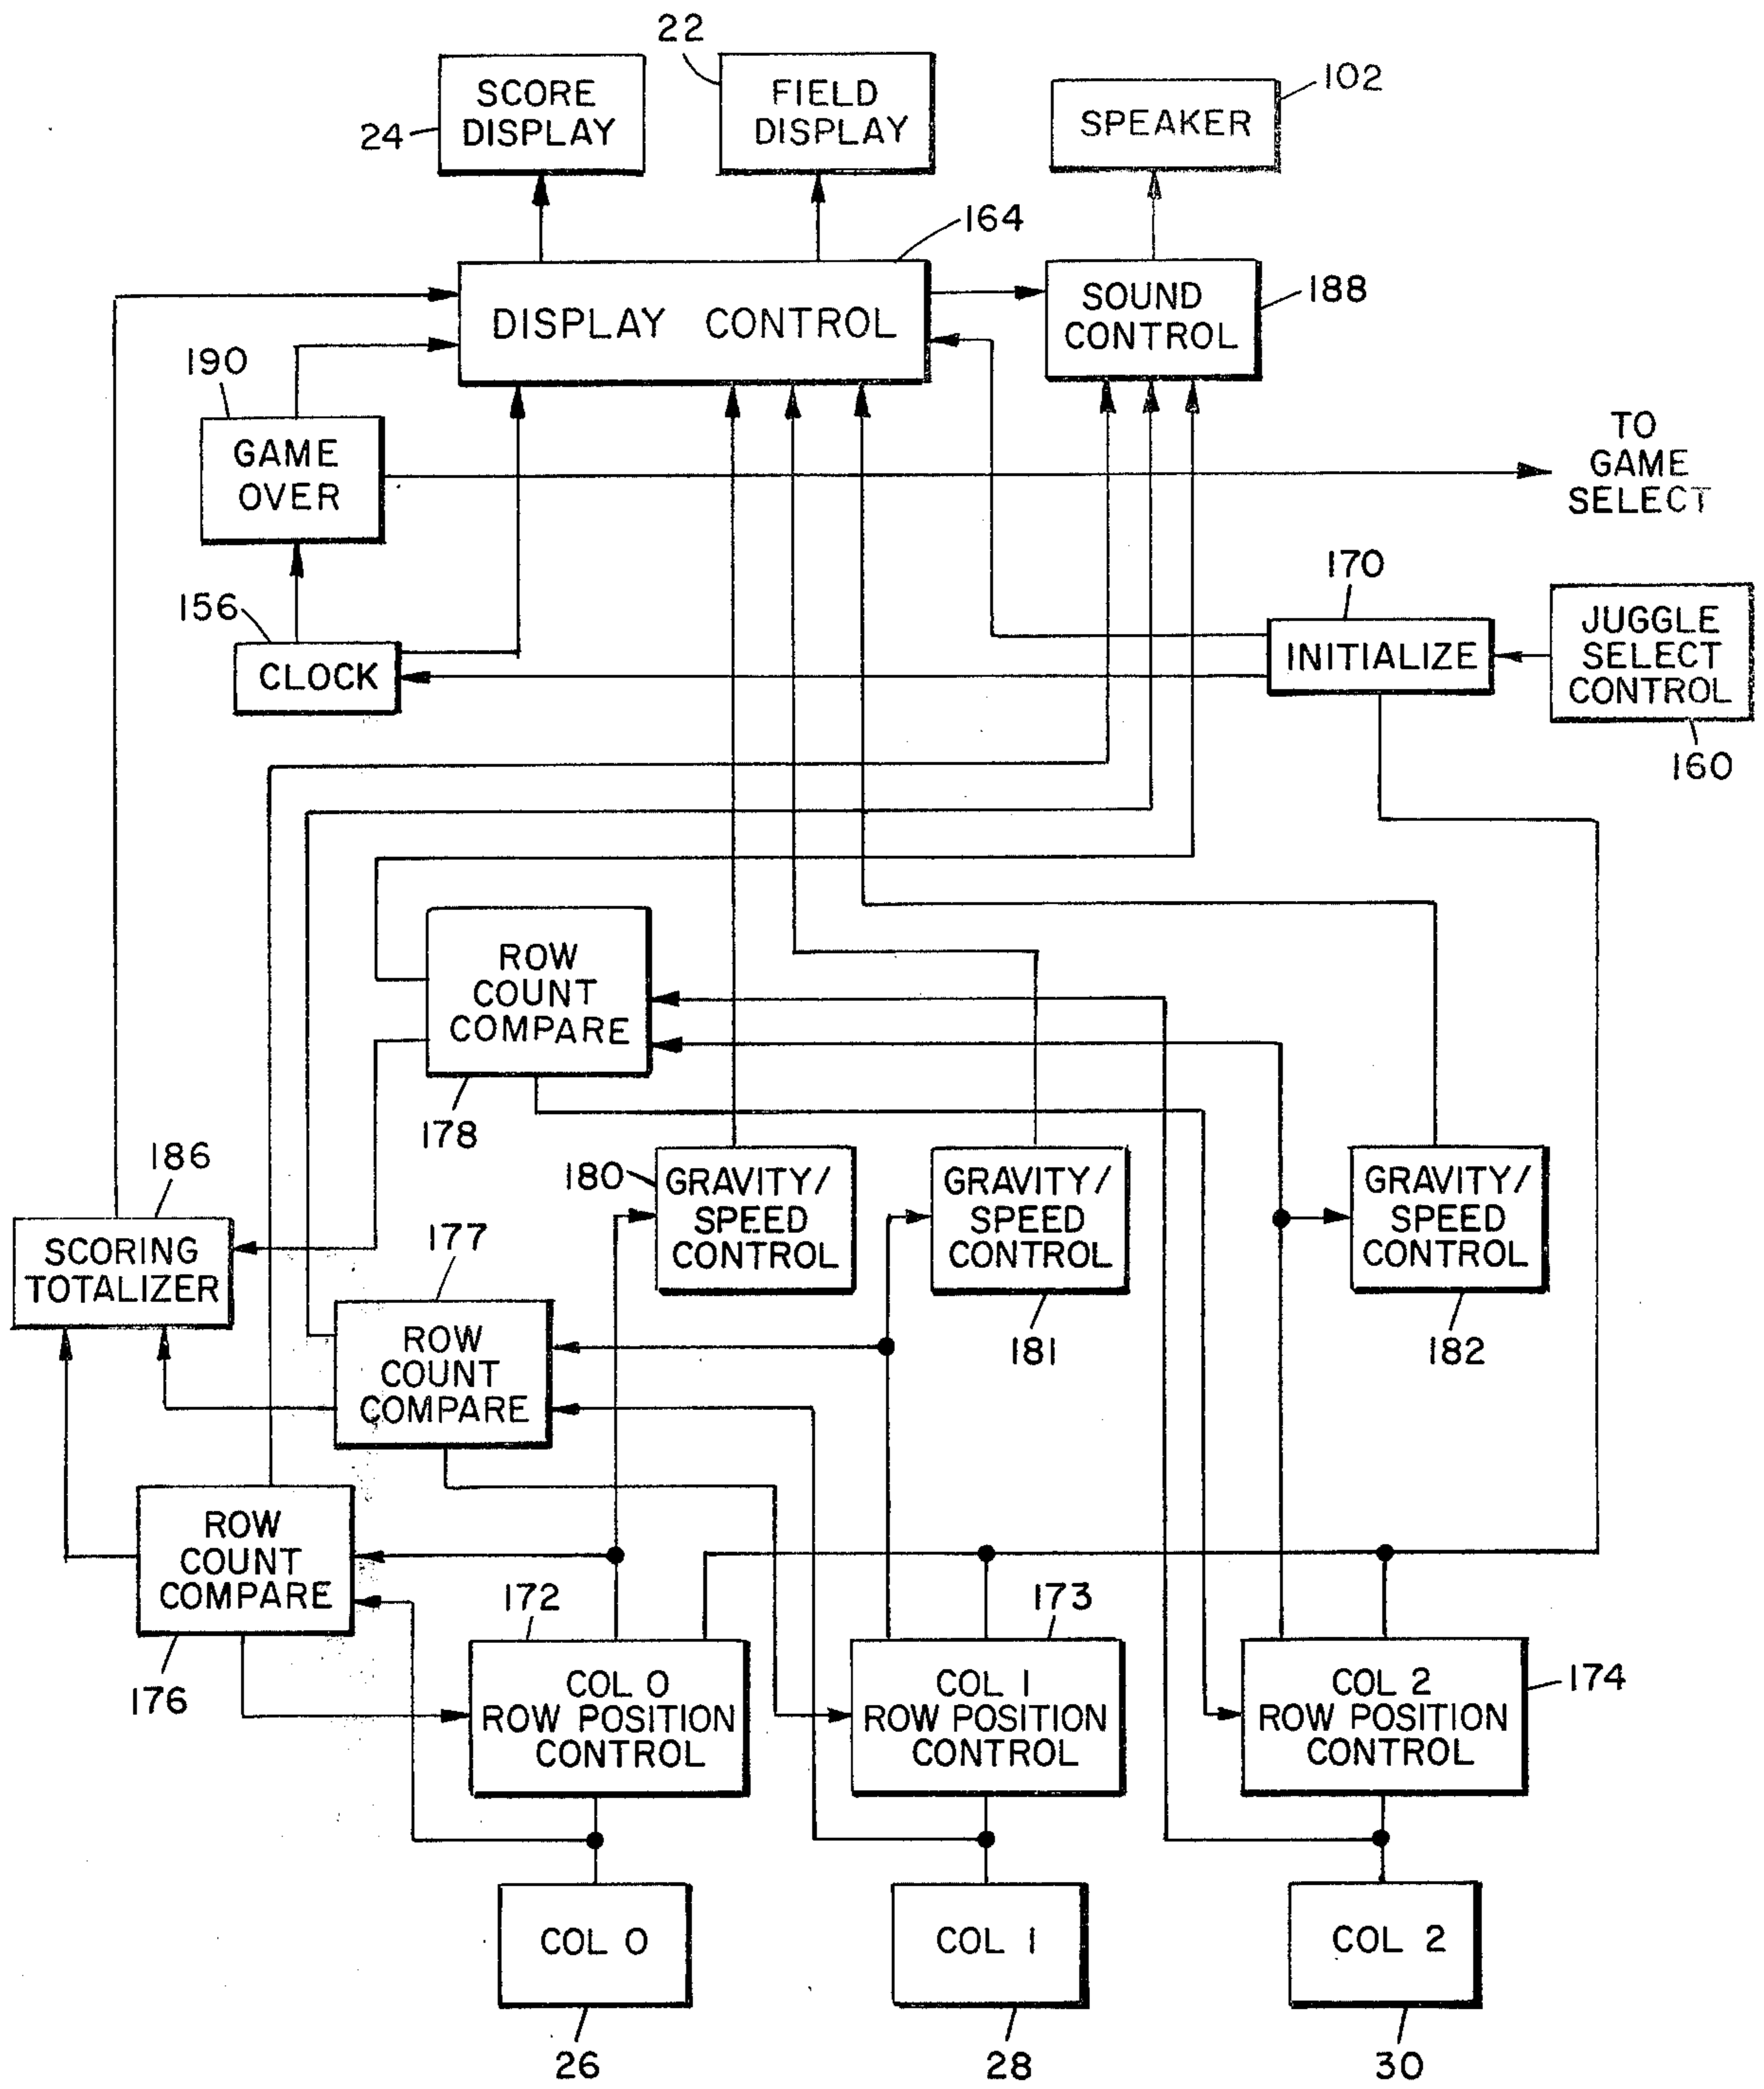 22
SCORE
DISPLAY
24
FIELD
DISPLAY
102
SPEAKER
164
DISPLAY CONTROL
SOUND
CONTROL
188
190
GAME
OVER
TO
GAME
SELECT
156
CLOCK
170
INITIALIZE
JUGGLE
SELECT
CONTROL
160
ROW
COUNT
COMPARE
178
186
SCORING
TOTALIZER
180
GRAVITY/
SPEED
CONTROL
GRAVITY/
SPEED
CONTROL
181
GRAVITY/
SPEED
CONTROL
182
177
ROW
COUNT
COMPARE
ROW
COUNT
COMPARE
176
172
COL 0
ROW POSITION
CONTROL
173
COL 1
ROW POSITION
CONTROL
COL 2
ROW POSITION
CONTROL
174
COL 0
COL 1
COL 2
26
28
30